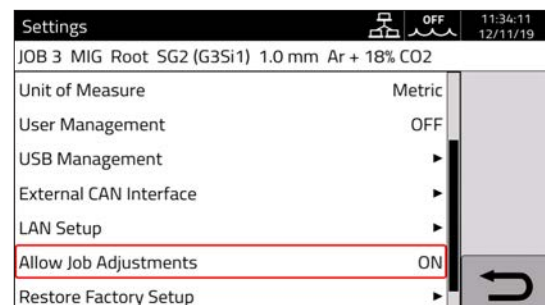 Settings OFF 11:34:11
12/11/19
JOB 3 MIG Root SG2 (G3Si1) 1.0 mm Ar + 18% CO2
Unit of Measure Metric
User Management OFF
USB Management ►
External CAN Interface ►
LAN Setup ►
Allow Job Adjustments ON
Restore Factory Setup ►